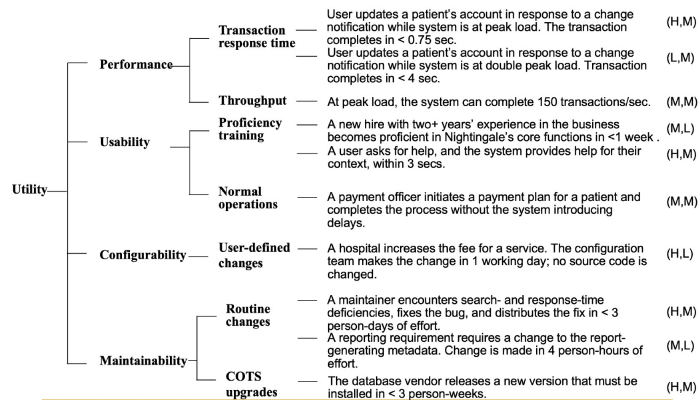 Utility
Performance
Transaction
response time
User updates a patient's account in response to a change
notification while system is at peak load. The transaction
completes in < 0.75 sec.
(H,M)
User updates a patient's account in response to a change
notification while system is at double peak load. Transaction
completes in < 4 sec.
(L,M)
Throughput
At peak load, the system can complete 150 transactions/sec.
(M,M)
Usability
Proficiency
training
A new hire with two+ years' experience in the business
becomes proficient in Nightingale's core functions in <1 week .
(M,L)
A user asks for help, and the system provides help for their
context, within 3 secs.
(H,M)
Normal
operations
A payment officer initiates a payment plan for a patient and
completes the process without the system introducing
delays.
(M,M)
Configurability
User-defined
changes
A hospital increases the fee for a service. The configuration
team makes the change in 1 working day; no source code is
changed.
(H,L)
Maintainability
Routine
changes
A maintainer encounters search- and response-time
deficiencies, fixes the bug, and distributes the fix in < 3
person-days of effort.
(H,M)
A reporting requirement requires a change to the report-
generating metadata. Change is made in 4 person-hours of
effort.
(M,L)
COTS
upgrades
The database vendor releases a new version that must be
installed in < 3 person-weeks.
(H,M)